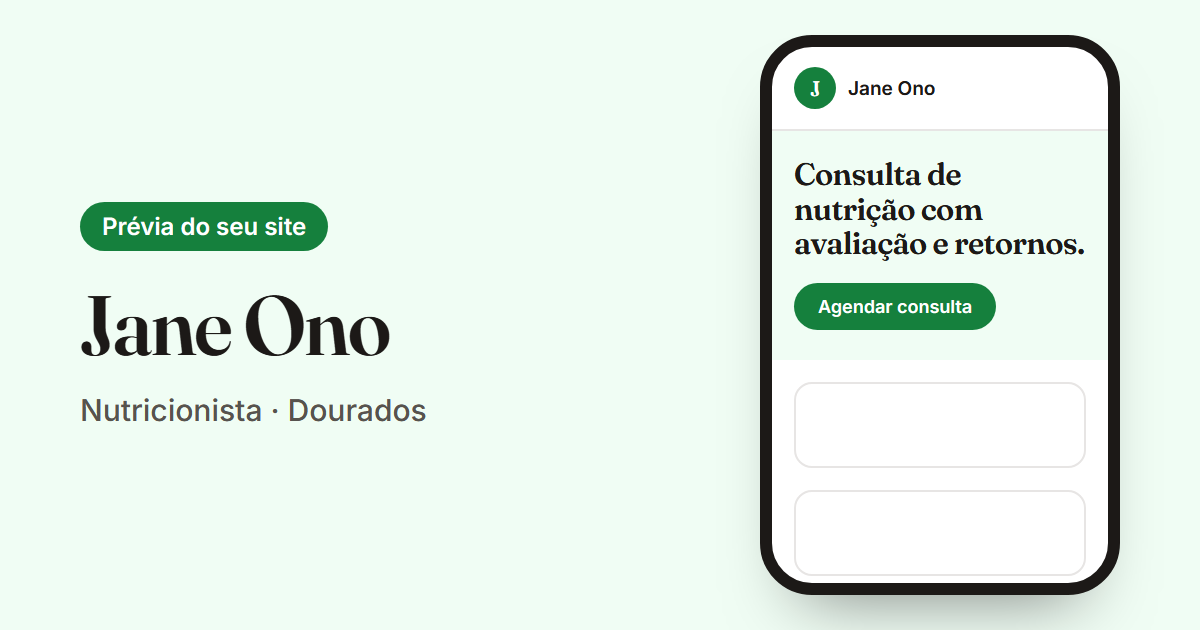 Prévia do seu site
Jane Ono
Nutricionista · Dourados
J
Jane Ono
Consulta de
nutrição com
avaliação e retornos.
Agendar consulta